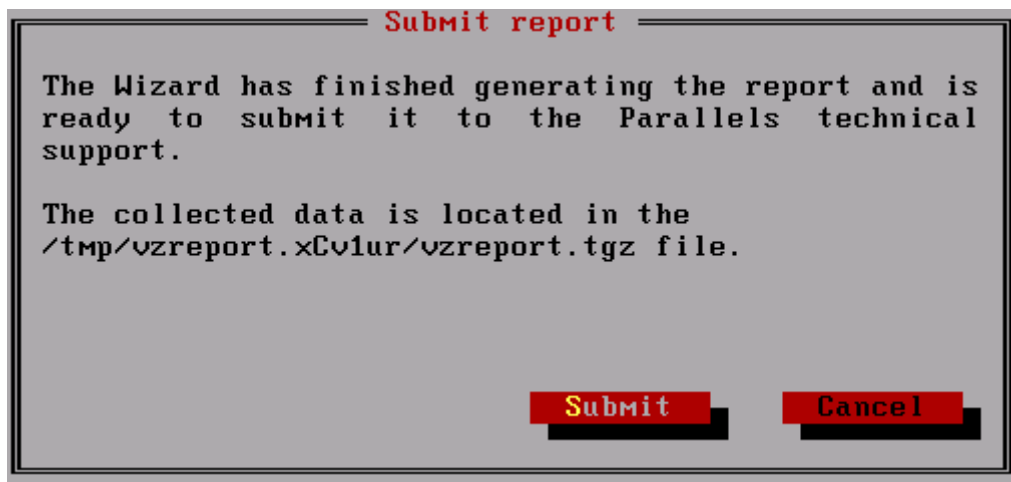 Submit report
The Wizard has finished generating the report and is
ready to submit it to the Parallels technical
support.
The collected data is located in the
/tmp/vzreport.xCv1ur/vzreport.tgz file.
Submit Cancel